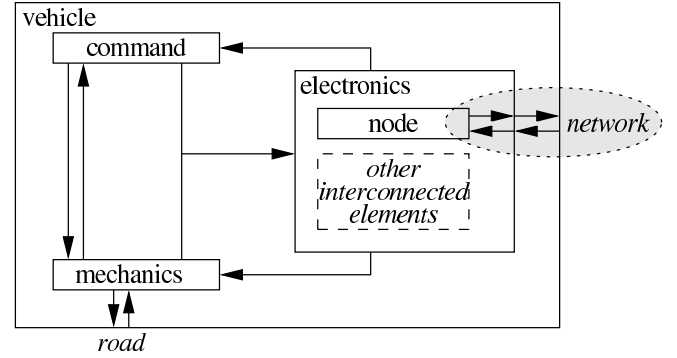 vehicle
command
electronics
node
network
other
interconnected
elements
mechanics
road